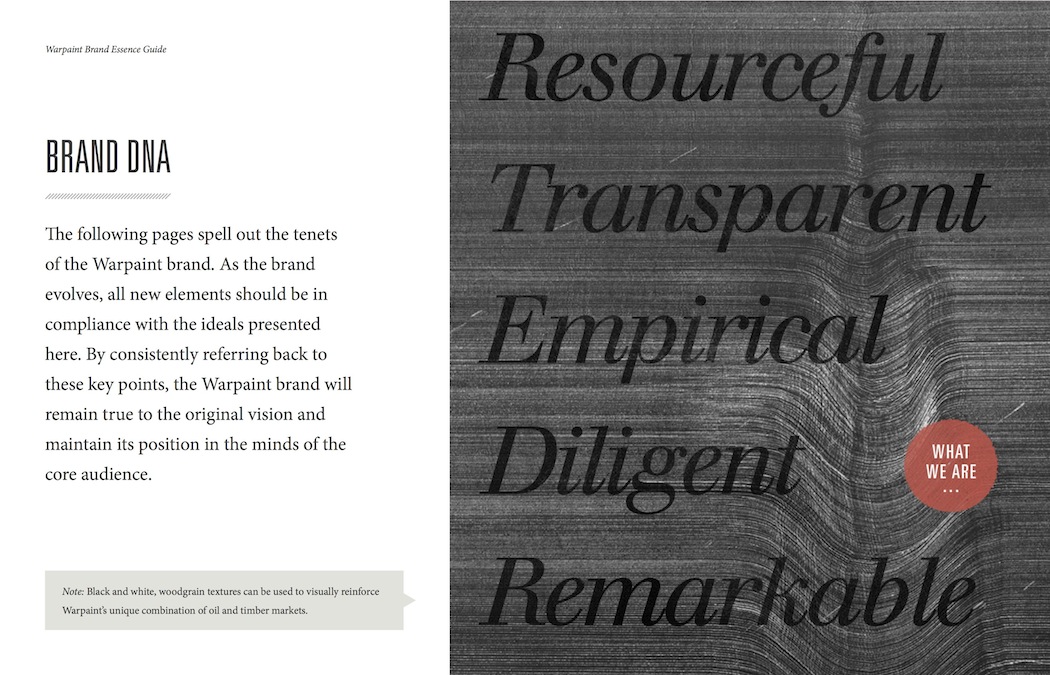 Warpaint Brand Essence Guide
BRAND DNA
The following pages spell out the tenets
of the Warpaint brand. As the brand
evolves, all new elements should be in
compliance with the ideals presented
here. By consistently referring back to
these key points, the Warpaint brand will
remain true to the original vision and
maintain its position in the minds of the
core audience.
Note: Black and white, woodgrain textures can be used to visually reinforce
Warpaint's unique combination of oil and timber markets.
Resourceful
Transparent
Empirical
Diligent
Remarkable
WHAT
WE ARE
...